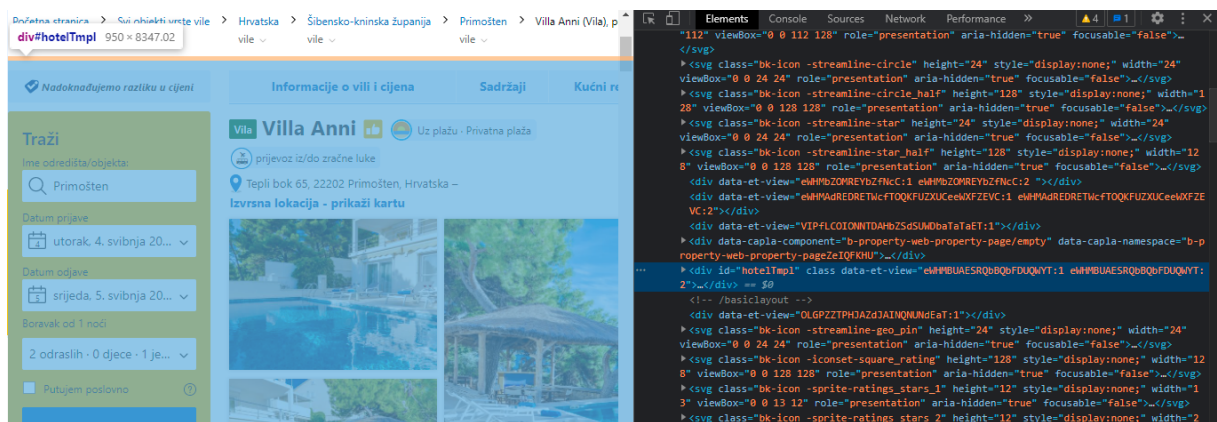 Početna stranica > Svi objekti vrste vile > Hrvatska > Šibensko-kninska županija > Primošten > Villa Anni (Vila), p
vile vile vile
div#hotelTmpl 950 × 8347.02
Nadoknađujemo razliku u cijeni
Informacije o vili i cijena Sadržaji Kućni re
Traži
Ime odredišta/objekta:
Primošten
Datum prijave
4 utorak, 4. svibnja 20...
Datum odjave
5 srijeda, 5. svibnja 20...
Boravak od 1 noći
2 odraslih · 0 djece · 1 je...
Putujem poslovno
Vila Villa Anni Uz plažu · Privatna plaža
prijevoz iz/do zračne luke
Tepli bok 65, 22202 Primošten, Hrvatska –
Izvrsna lokacija - prikaži kartu
Elements Console Sources Network Performance » 4 1
"112" viewBox="0 0 112 128" role="presentation" aria-hidden="true" focusable="false">…
</svg>
<svg class="bk-icon -streamline-circle" height="24" style="display:none;" width="24"
viewBox="0 0 24 24" role="presentation" aria-hidden="true" focusable="false">…</svg>
<svg class="bk-icon -streamline-circle_half" height="128" style="display:none;" width="1
28" viewBox="0 0 128 128" role="presentation" aria-hidden="true" focusable="false">…</svg>
<svg class="bk-icon -streamline-star" height="24" style="display:none;" width="24"
viewBox="0 0 24 24" role="presentation" aria-hidden="true" focusable="false">…</svg>
<svg class="bk-icon -streamline-star_half" height="128" style="display:none;" width="12
8" viewBox="0 0 128 128" role="presentation" aria-hidden="true" focusable="false">…</svg>
<div data-et-view="eWHMbZOMREYbZfNcC:1 eWHMbZOMREYbZfNcC:2 "></div>
<div data-et-view="eWHMAdREDRETWcfTOQKFUZXUCeeWXFZEVC:1 eWHMAdREDRETWcfTOQKFUZXUCeeWXFZE
VC:2"></div>
<div data-et-view="VIPfLCOIONNTDAHbZSdSUWDbaTaTaET:1"></div>
<div data-capla-component="b-property-web-property-page/empty" data-capla-namespace="b-p
roperty-web-property-pageZeIQFKHU">…</div>
<div id="hotelTmpl" class data-et-view="eWHMBUAESRQbBQbFDUQWYT:1 eWHMBUAESRQbBQbFDUQWYT:
2">…</div> == $0
<!-- /basiclayout -->
<div data-et-view="OLGPZZTPHJAZdJAINQNUNdEaT:1"></div>
<svg class="bk-icon -streamline-geo_pin" height="24" style="display:none;" width="24"
viewBox="0 0 24 24" role="presentation" aria-hidden="true" focusable="false">…</svg>
<svg class="bk-icon -iconset-square_rating" height="128" style="display:none;" width="12
8" viewBox="0 0 128 128" role="presentation" aria-hidden="true" focusable="false">…</svg>
<svg class="bk-icon -sprite-ratings_stars_1" height="12" style="display:none;" width="1
3" viewBox="0 0 13 12" role="presentation" aria-hidden="true" focusable="false">…</svg>
<svg class="bk-icon -sprite-ratings_stars_2" height="12" style="display:none;" width="2